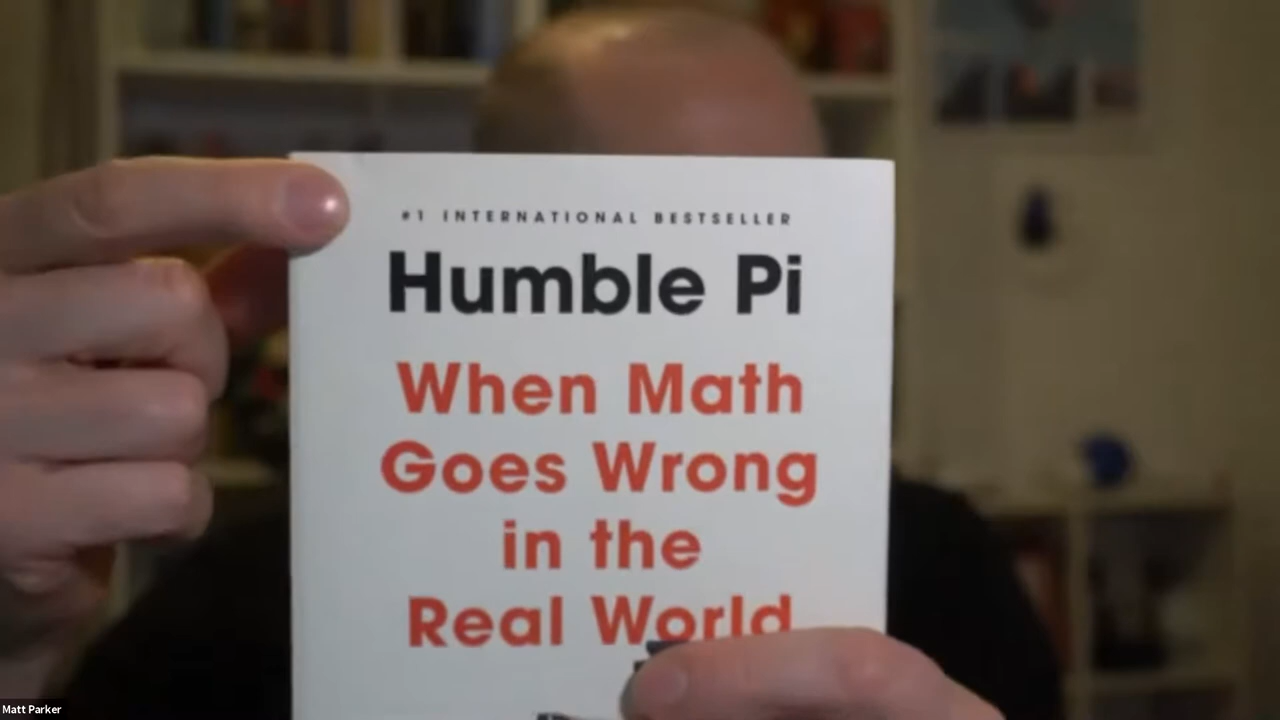 #1 INTERNATIONAL BESTSELLER
Humble Pi
When Math
Goes Wrong
in the
Real World
Matt Parker